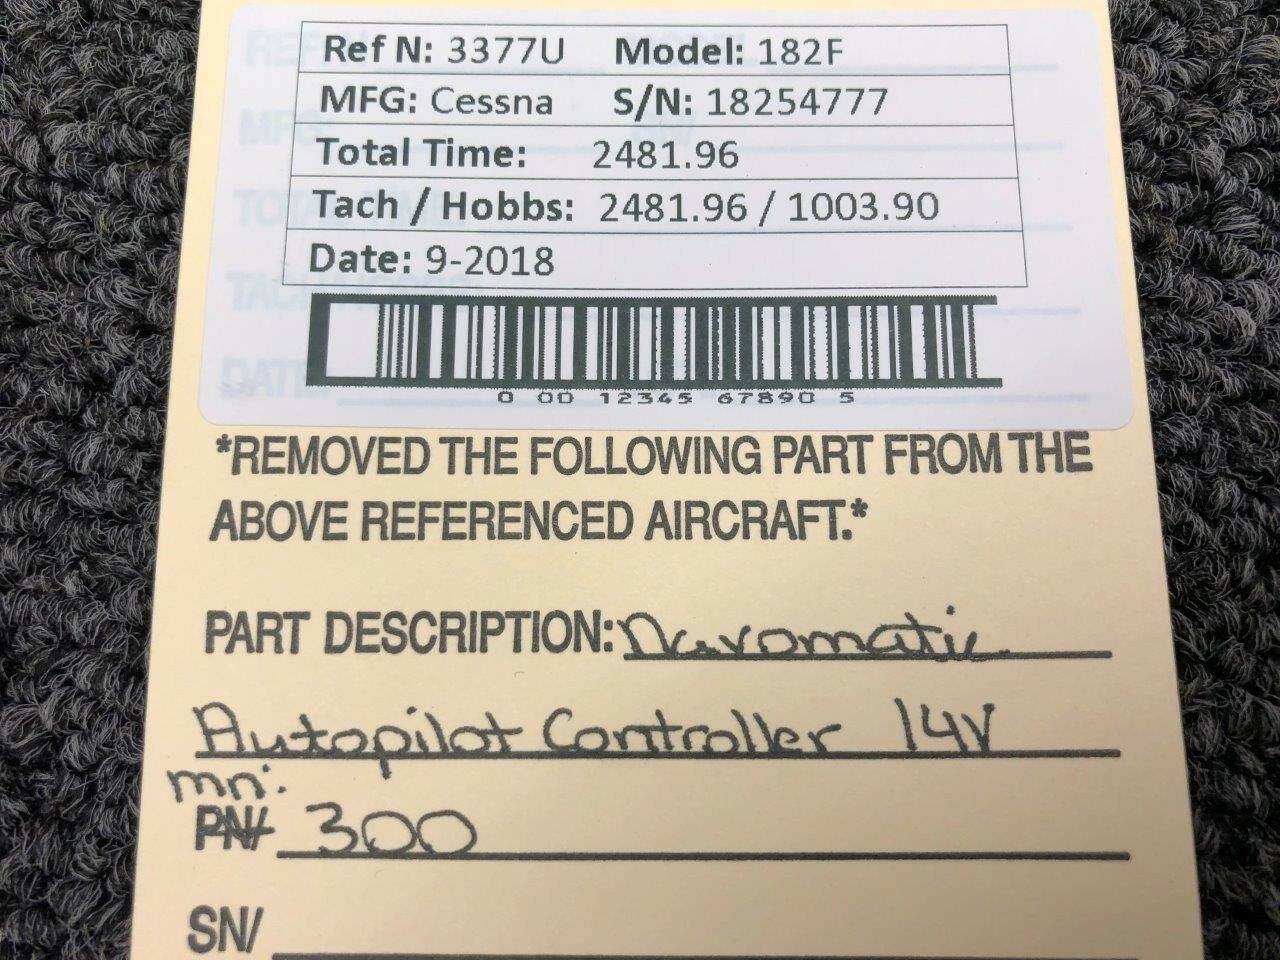 Ref N: 3377U Model: 182F
MFG: Cessna S/N: 18254777
Total Time: 2481.96
Tach / Hobbs: 2481.96 / 1003.90
Date: 9-2018
0 00 12345 67890 5
*REMOVED THE FOLLOWING PART FROM THE
ABOVE REFERENCED AIRCRAFT.*
PART DESCRIPTION: Navomatic
Autopilot Controller 14V
mn:
PN/ 300
SN/